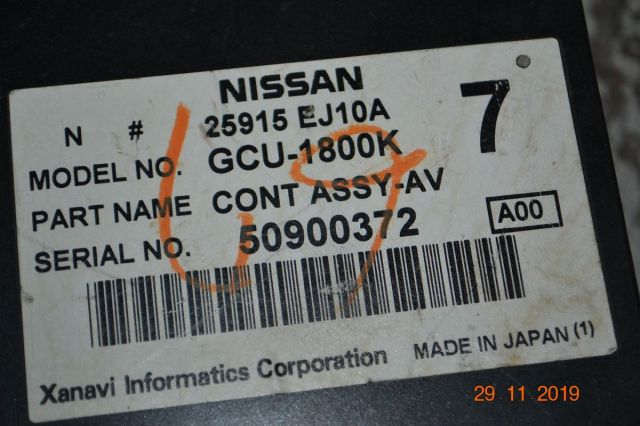 NISSAN
N # 25915 EJ10A
7
MODEL NO. GCU-1800K
PART NAME CONT ASSY-AV
SERIAL NO. 50900372
A00
Xanavi Informatics Corporation MADE IN JAPAN (1)
29 11 2019